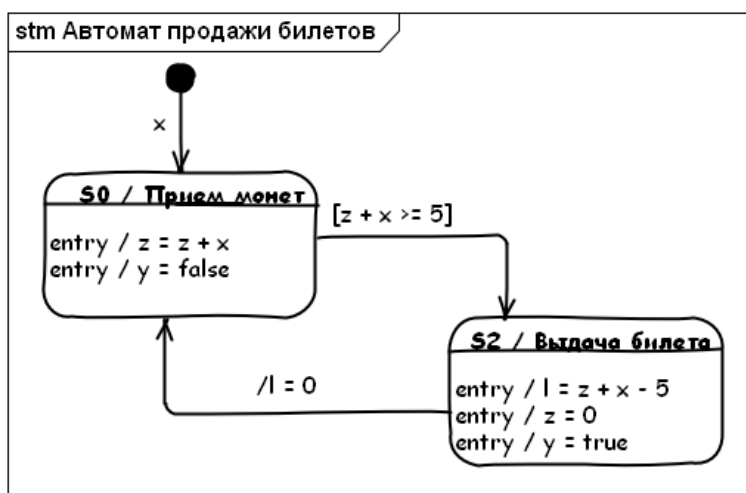 stm Автомат продажи билетов
x
S0 / Прием монет
[z + x >= 5]
entry / z = z + x
entry / y = false
S2 / Выдача билета
/l = 0
entry / l = z + x - 5
entry / z = 0
entry / y = true